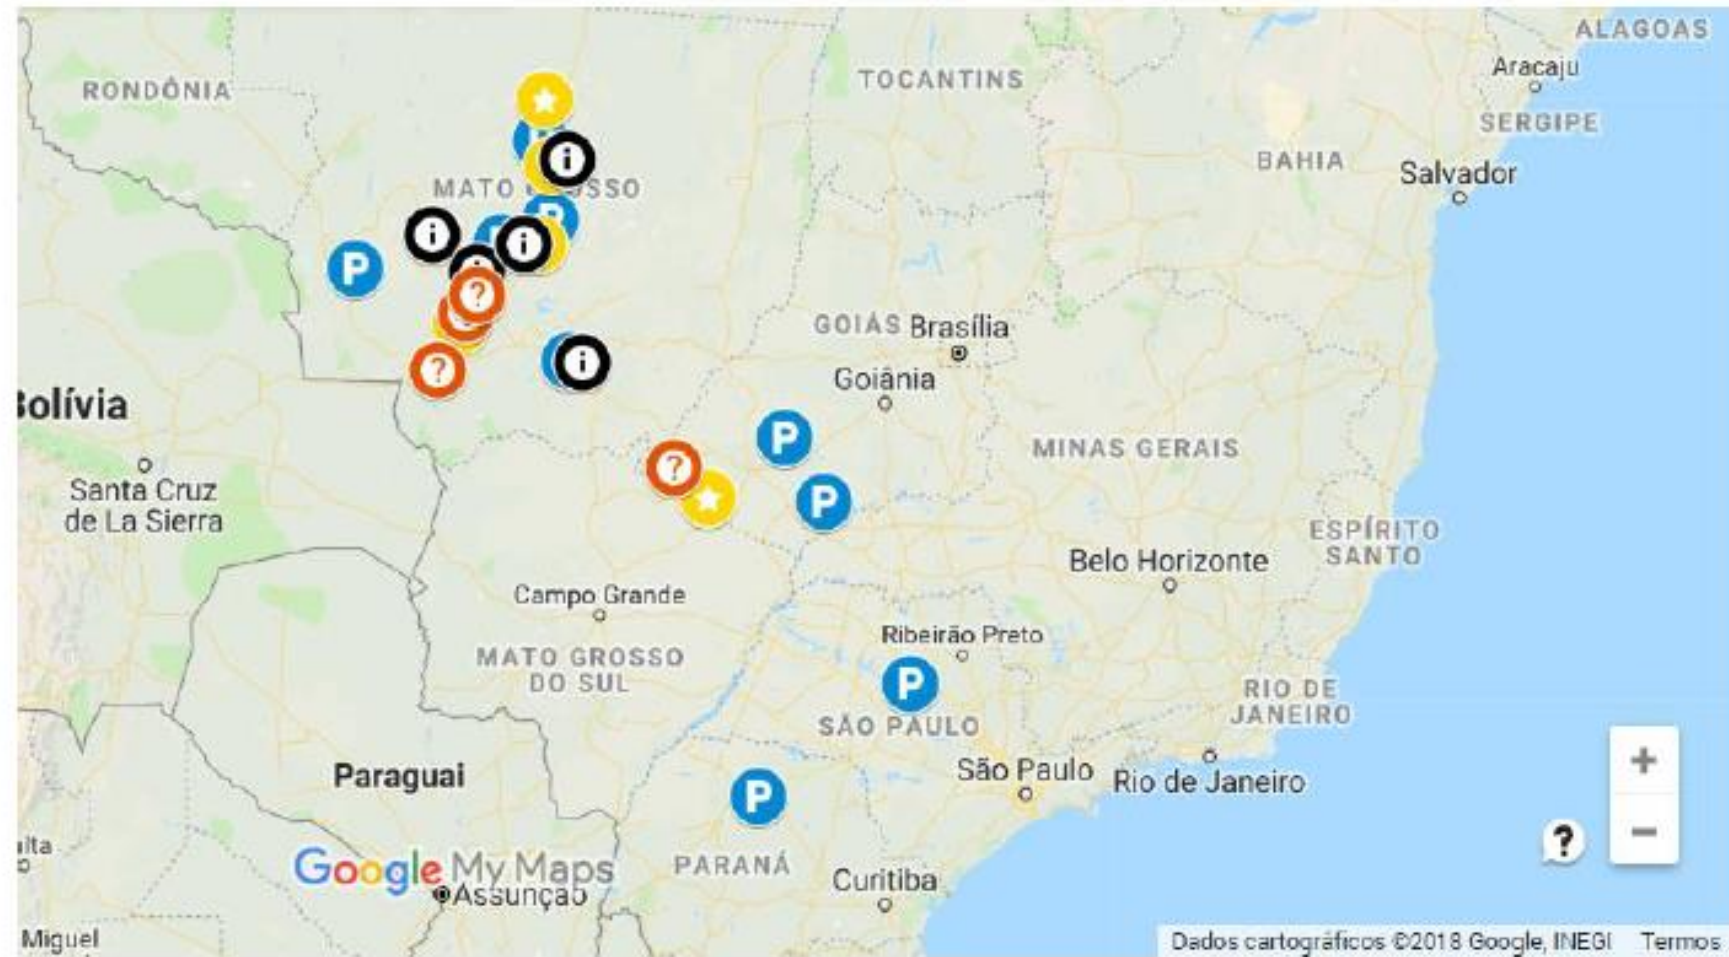 ALAGOAS
Aracaju
TOCANTINS
RONDÔNIA
SERGIPE
BAHIA
Salvador
i
MATO
SSO
P
i
i
P
?
GOIÁS
Brasília
?
i
Goiânia
Bolívia
P
MINAS GERAIS
?
Santa Cruz
de La Sierra
P
ESPÍRITO
SANTO
Belo Horizonte
Campo Grande
Ribeirão Preto
MATO GROSSO
DO SUL
P
RIO DE
JANEIRO
SÃO PAULO
São Paulo
Rio de Janeiro
Paraguai
P
+
−
?
Google My Maps
PARANÁ
Curitiba
Assunção
Miguel
Dados cartográficos ©2018 Google, INEGI
Termos